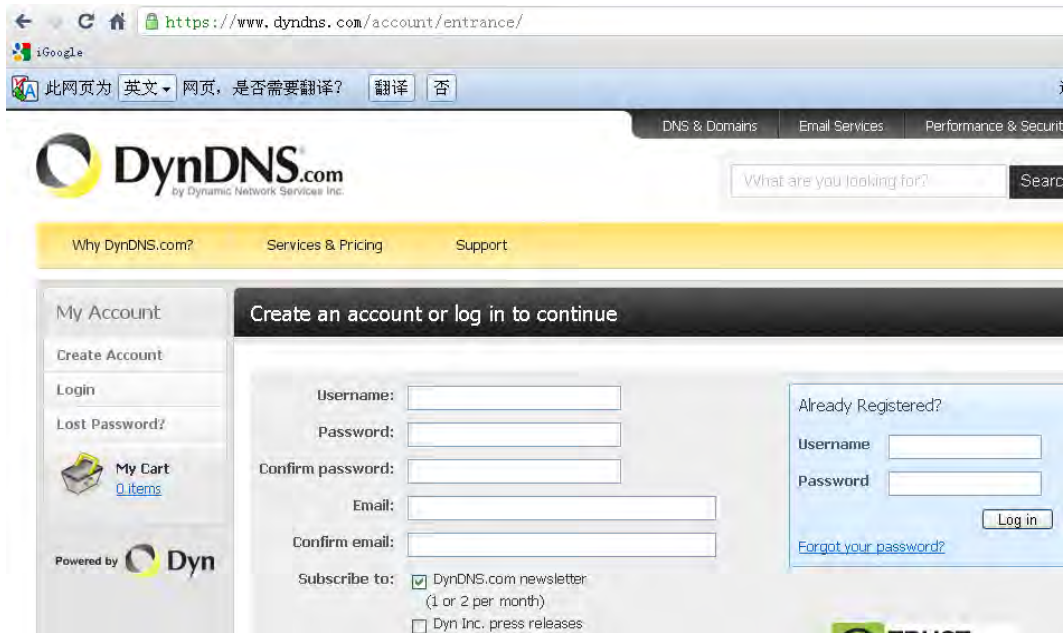 https://www.dyndns.com/account/entrance/
iGoogle
此网页为 英文 网页，是否需要翻译？ 翻译 否
DNS & Domains Email Services Performance & Securit
DynDNS.com
by Dynamic Network Services Inc.
What are you looking for? Searc
Why DynDNS.com? Services & Pricing Support
My Account
Create an account or log in to continue
Create Account
Login
Lost Password?
My Cart
0 items
Powered by Dyn
Username:
Password:
Confirm password:
Email:
Confirm email:
Subscribe to: DynDNS.com newsletter
(1 or 2 per month)
Dyn Inc. press releases
Already Registered?
Username
Password
Log in
Forgot your password?